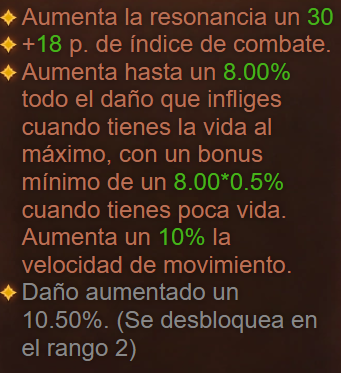 Aumenta la resonancia un 30
+18 p. de índice de combate.
Aumenta hasta un 8.00%
todo el daño que infliges
cuando tienes la vida al
máximo, con un bonus
mínimo de un 8.00*0.5%
cuando tienes poca vida.
Aumenta un 10% la
velocidad de movimiento.
Daño aumentado un
10.50%. (Se desbloquea en
el rango 2)